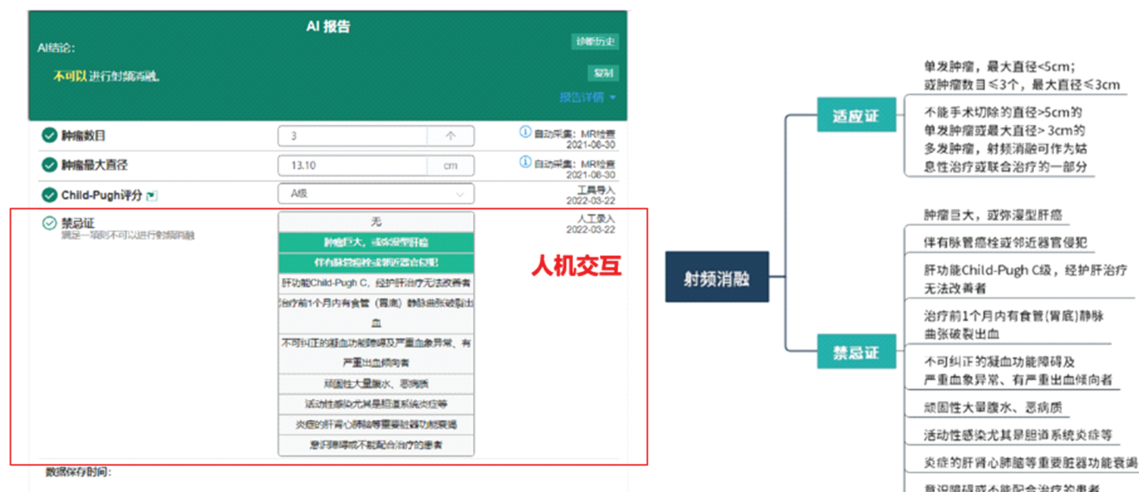 AI 报告
AI结论：
诊断历史
不可以 进行射频消融。
复制
报告详情
肿瘤数目
3
个
自动采集：MR检查
2021-08-30
肿瘤最大直径
13.10
cm
自动采集：MR检查
2021-08-30
Child-Pugh评分
A级
工具导入
2022-03-22
禁忌证
满足一项则不可以进行射频消融
无
人工录入
2022-03-22
肿瘤巨大，或弥漫型肝癌
伴有脉管癌栓或邻近器官侵犯
肝功能Child-Pugh C，经护肝治疗无法改善者
治疗前1个月内有食管（胃底）静脉曲张破裂出
血
不可纠正的凝血功能障碍及严重血象异常、有
严重出血倾向者
顽固性大量腹水、恶病质
活动性感染尤其是胆道系统炎症等
炎症的肝肾心肺脑等重要脏器功能衰竭
意识障碍或不能配合治疗的患者
人机交互
数据保存时间：
射频消融
适应证
单发肿瘤，最大直径<5cm；
或肿瘤数目≤3个，最大直径≤3cm
不能手术切除的直径>5cm的
单发肿瘤或最大直径> 3cm的
多发肿瘤，射频消融可作为姑
息性治疗或联合治疗的一部分
禁忌证
肿瘤巨大，或弥漫型肝癌
伴有脉管癌栓或邻近器官侵犯
肝功能Child-Pugh C级，经护肝治疗
无法改善者
治疗前1个月内有食管(胃底)静脉
曲张破裂出血
不可纠正的凝血功能障碍及
严重血象异常、有严重出血倾向者
顽固性大量腹水、恶病质
活动性感染尤其是胆道系统炎症等
炎症的肝肾心肺脑等重要脏器功能衰竭
意识障碍或不能配合治疗的患者